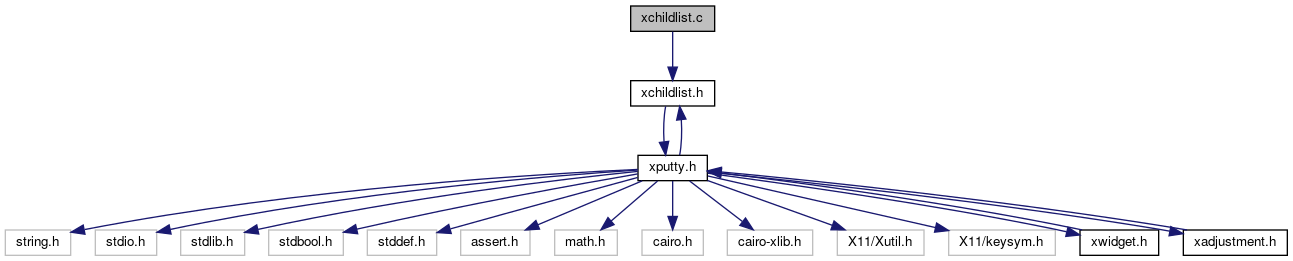 xchildlist.c
xchildlist.h
xputty.h
string.h
stdio.h
stdlib.h
stdbool.h
stddef.h
assert.h
math.h
cairo.h
cairo-xlib.h
X11/Xutil.h
X11/keysym.h
xwidget.h
xadjustment.h